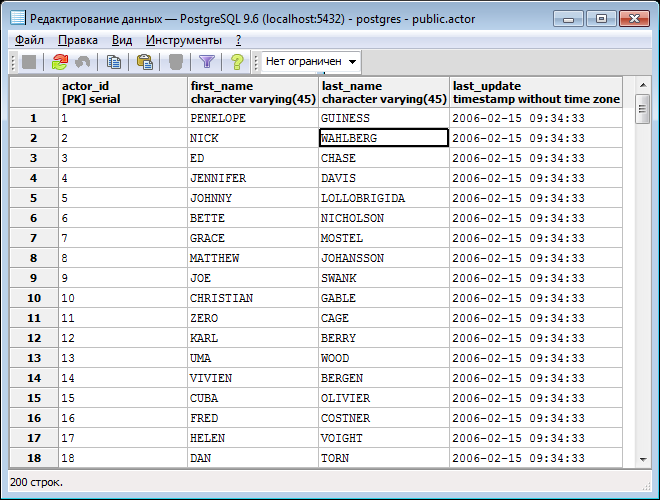 Редактирование данных — PostgreSQL 9.6 (localhost:5432) - postgres - public.actor
Файл Правка Вид Инструменты ?
Нет ограничен
actor_id first_name last_name last_update
[PK] serial character varying(45) character varying(45) timestamp without time zone
1 1 PENELOPE GUINESS 2006-02-15 09:34:33
2 2 NICK WAHLBERG 2006-02-15 09:34:33
3 3 ED CHASE 2006-02-15 09:34:33
4 4 JENNIFER DAVIS 2006-02-15 09:34:33
5 5 JOHNNY LOLLOBRIGIDA 2006-02-15 09:34:33
6 6 BETTE NICHOLSON 2006-02-15 09:34:33
7 7 GRACE MOSTEL 2006-02-15 09:34:33
8 8 MATTHEW JOHANSSON 2006-02-15 09:34:33
9 9 JOE SWANK 2006-02-15 09:34:33
10 10 CHRISTIAN GABLE 2006-02-15 09:34:33
11 11 ZERO CAGE 2006-02-15 09:34:33
12 12 KARL BERRY 2006-02-15 09:34:33
13 13 UMA WOOD 2006-02-15 09:34:33
14 14 VIVIEN BERGEN 2006-02-15 09:34:33
15 15 CUBA OLIVIER 2006-02-15 09:34:33
16 16 FRED COSTNER 2006-02-15 09:34:33
17 17 HELEN VOIGHT 2006-02-15 09:34:33
18 18 DAN TORN 2006-02-15 09:34:33
200 строк.